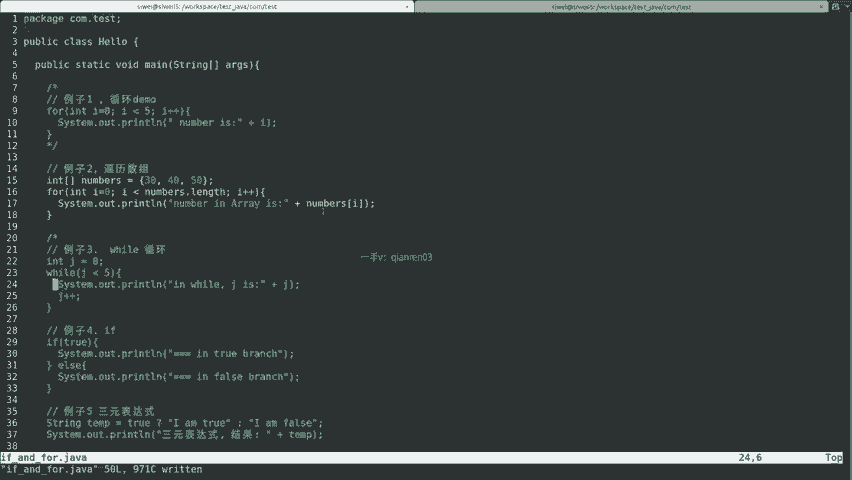 siwei@siwei5: /workspace/test_java/com/test siwei@siwei5: /workspace/test_java/com/test
1 package com.test;
2
3 public class Hello {
4
5 public static void main(String[] args){
6
7 /*
8 // 例子1 , 循环demo
9 for(int i=0; i < 5; i++){
10 System.out.println(" number is:" + i);
11 }
12 */
13
14 // 例子2, 遍历数组
15 int[] numbers = {30, 40, 50};
16 for(int i=0; i < numbers.length; i++){
17 System.out.println("number in Array is:" + numbers[i]);
18 }
19
20 /*
21 // 例子3. while 循环
22 int j = 0;
23 while(j < 5){
24 System.out.println("in while, j is:" + j);
25 j++;
26 }
27
28 // 例子4. if
29 if(true){
30 System.out.println("=== in true branch");
31 } else{
32 System.out.println("=== in false branch");
33 }
34
35 // 例子5 三元表达式
36 String temp = true ? "I am true" : "I am false";
37 System.out.println("三元表达式, 结果: " + temp);
38
一手v: qianren03
if_and_for.java 24,6 Top
"if_and_for.java" 50L, 971C written